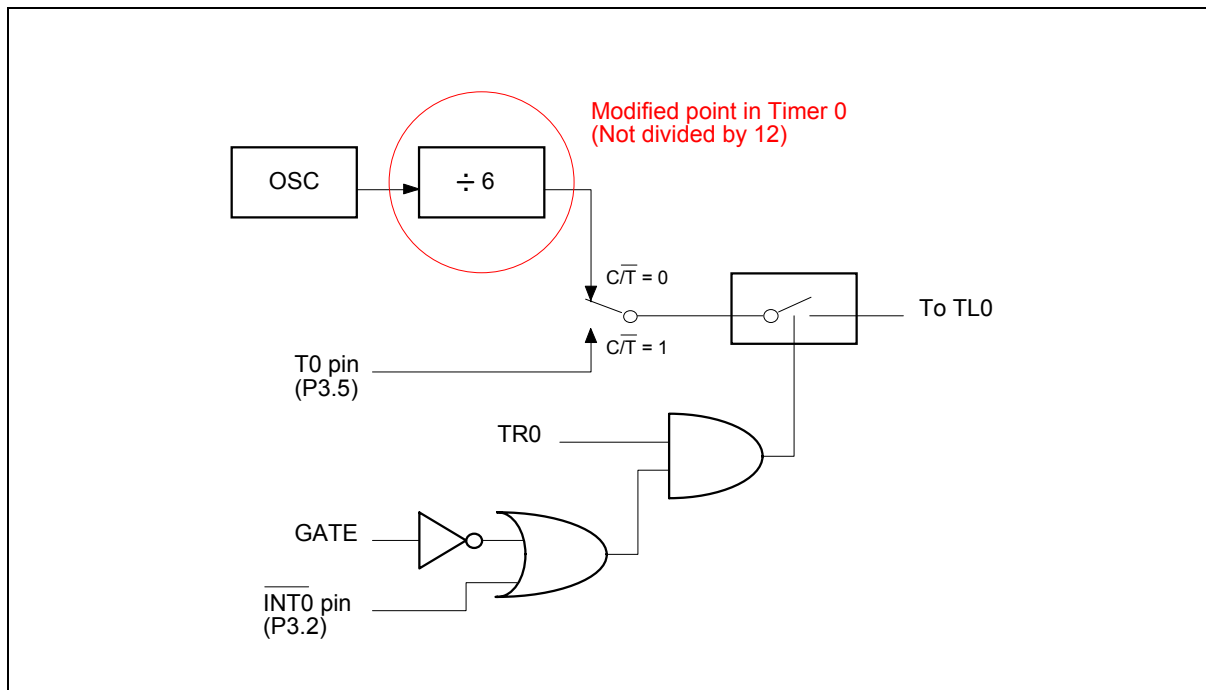 Modified point in Timer 0
(Not divided by 12)
OSC
÷ 6
C/T̅ = 0
To TL0
C/T̅ = 1
T0 pin
(P3.5)
TR0
GATE
I̅N̅T̅0̅ pin
(P3.2)